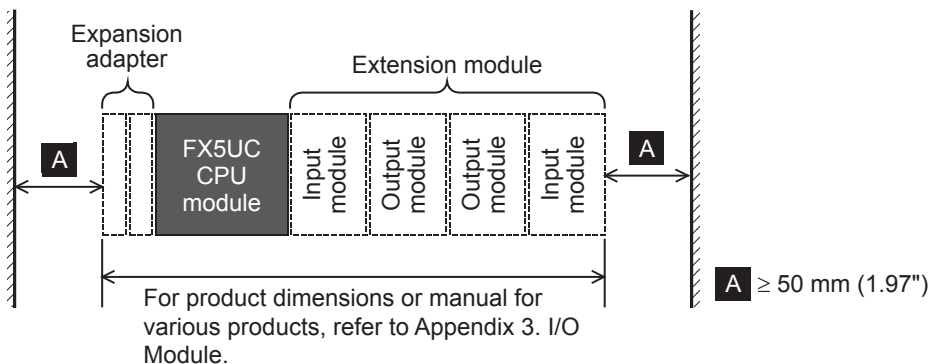 Expansion
adapter
Extension module
A
FX5UC
CPU
module
Input
module
Output
module
Output
module
Input
module
A
For product dimensions or manual for
various products, refer to Appendix 3. I/O
Module.
A ≥ 50 mm (1.97")